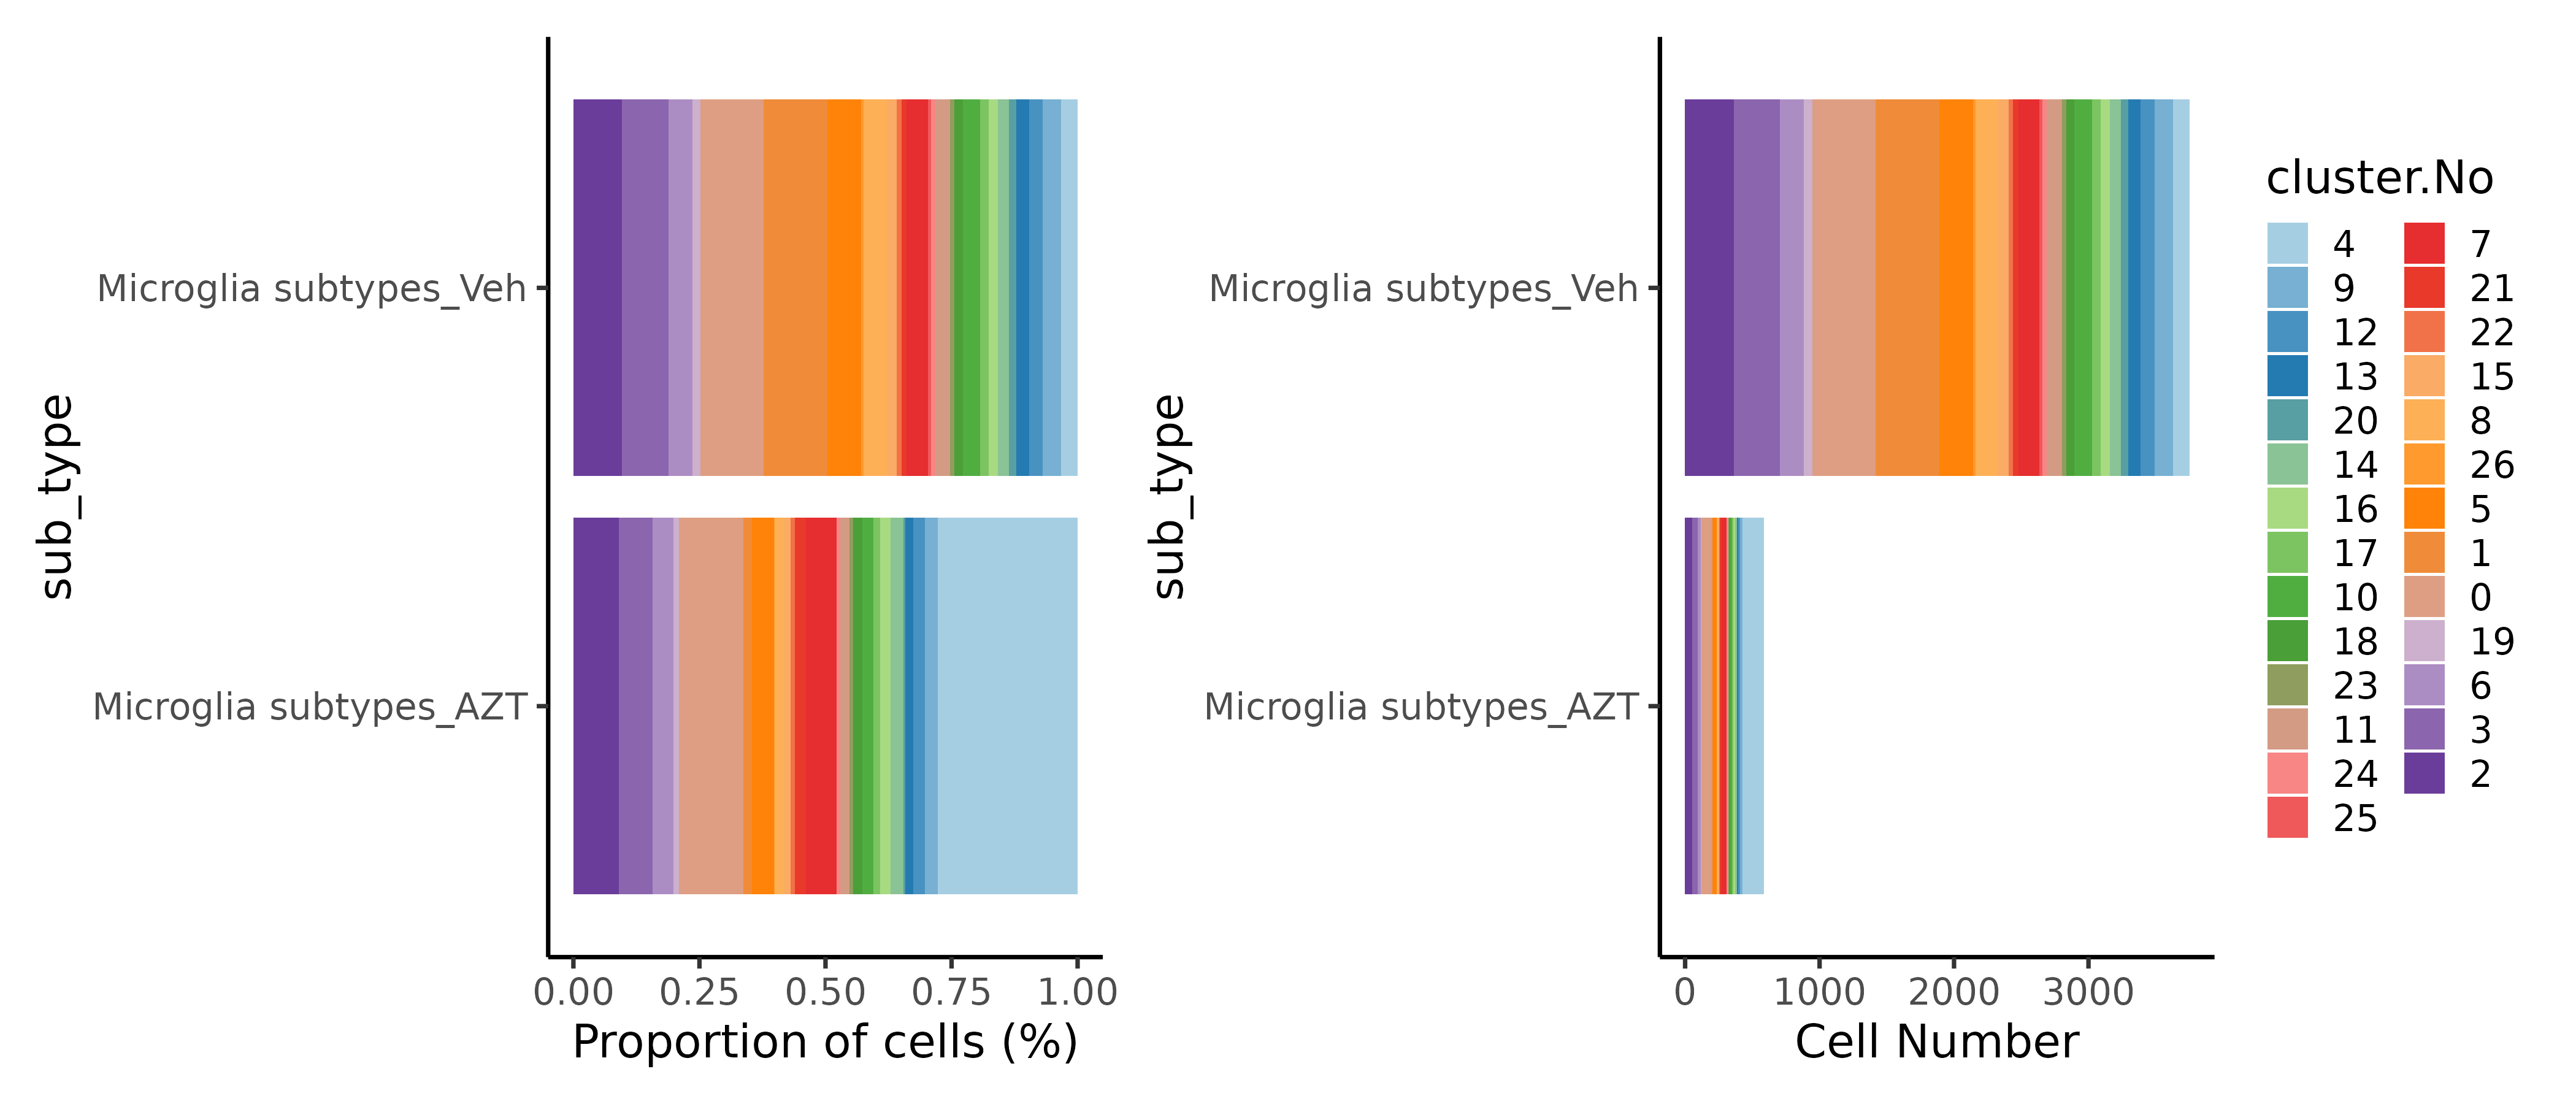 sub_type
Microglia subtypes_Veh
Microglia subtypes_AZT
0.00 0.25 0.50 0.75 1.00
Proportion of cells (%)
sub_type
Microglia subtypes_Veh
Microglia subtypes_AZT
0 1000 2000 3000
Cell Number
cluster.No
4 7
9 21
12 22
13 15
20 8
14 26
16 5
17 1
10 0
18 19
23 6
11 3
24 2
25